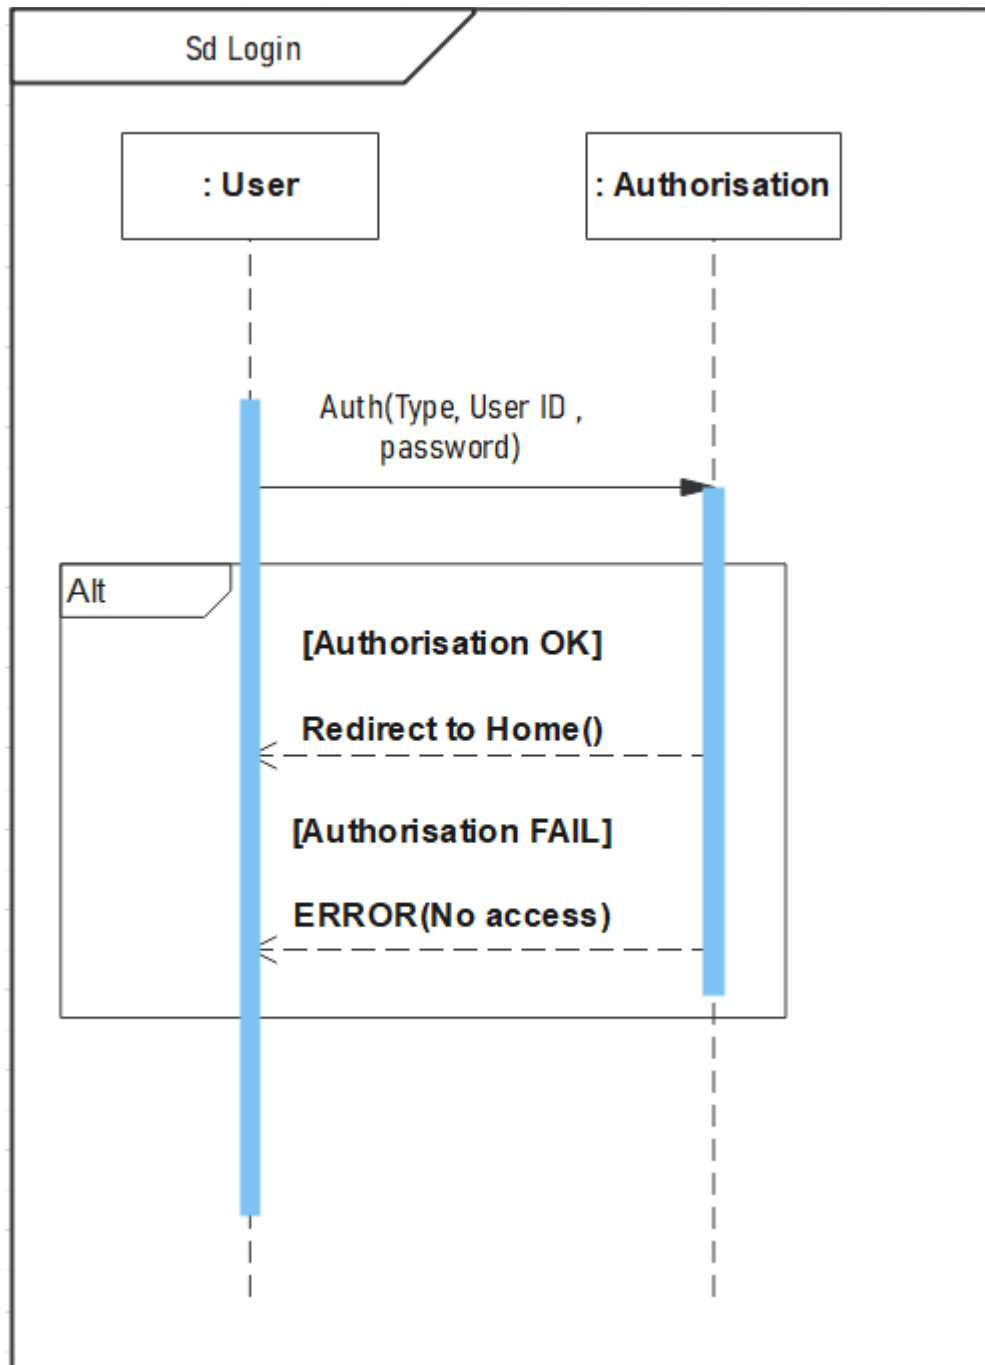 Sd Login
: User
: Authorisation
Auth(Type, User ID ,
password)
Alt
[Authorisation OK]
Redirect to Home()
[Authorisation FAIL]
ERROR(No access)